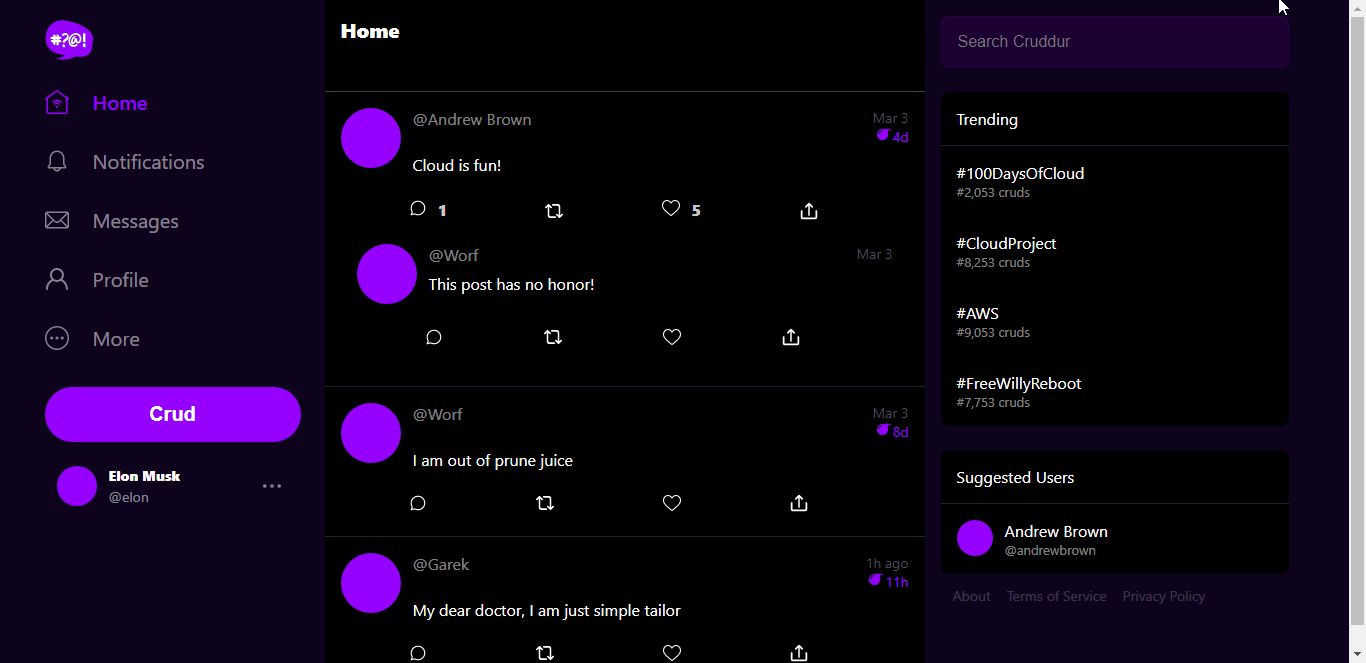 #?@!
Home
Notifications
Messages
Profile
More
Crud
Elon Musk
@elon
Home
@Andrew Brown
Mar 3
4d
Cloud is fun!
1
5
@Worf
Mar 3
This post has no honor!
@Worf
Mar 3
8d
I am out of prune juice
@Garek
1h ago
11h
My dear doctor, I am just simple tailor
Search Cruddur
Trending
#100DaysOfCloud
#2,053 cruds
#CloudProject
#8,253 cruds
#AWS
#9,053 cruds
#FreeWillyReboot
#7,753 cruds
Suggested Users
Andrew Brown
@andrewbrown
About Terms of Service Privacy Policy